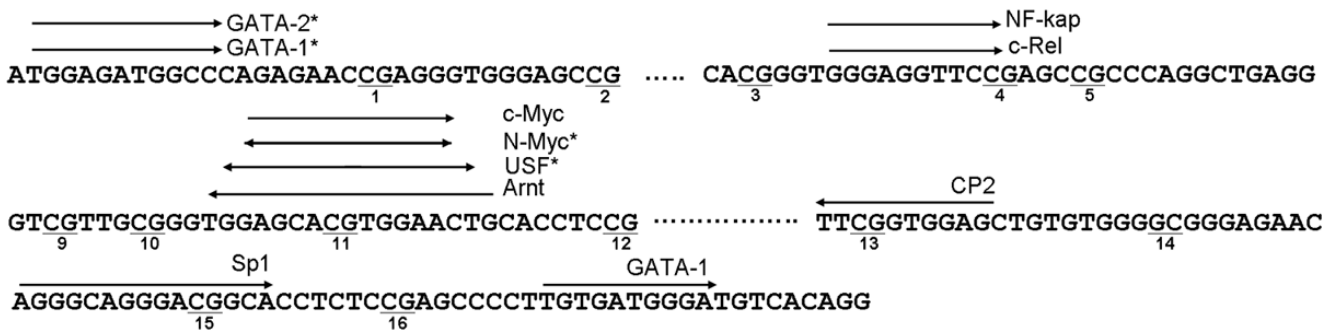 GATA-2* NF-kap
GATA-1* c-Rel
ATGGAGATGGCCCAGAGAACCGAGGGTGGGAGCCG ..... CACGGGTGGGAGGTTCCGAGCCGCCCAGGCTGAGG
1 2 3 4 5
c-Myc
N-Myc*
USF*
Arnt CP2
GTCGTTGCGGGTGGAGCACGTGGAACTGCACCTCCG ................ TTCGGTGGAGCTGTGTGGGGCGGGAGAAC
9 10 11 12 13 14
Sp1 GATA-1
AGGGCAGGGACGGCACCTCTCCGAGCCCCTTGTGATGGGATGTCACAGG
15 16